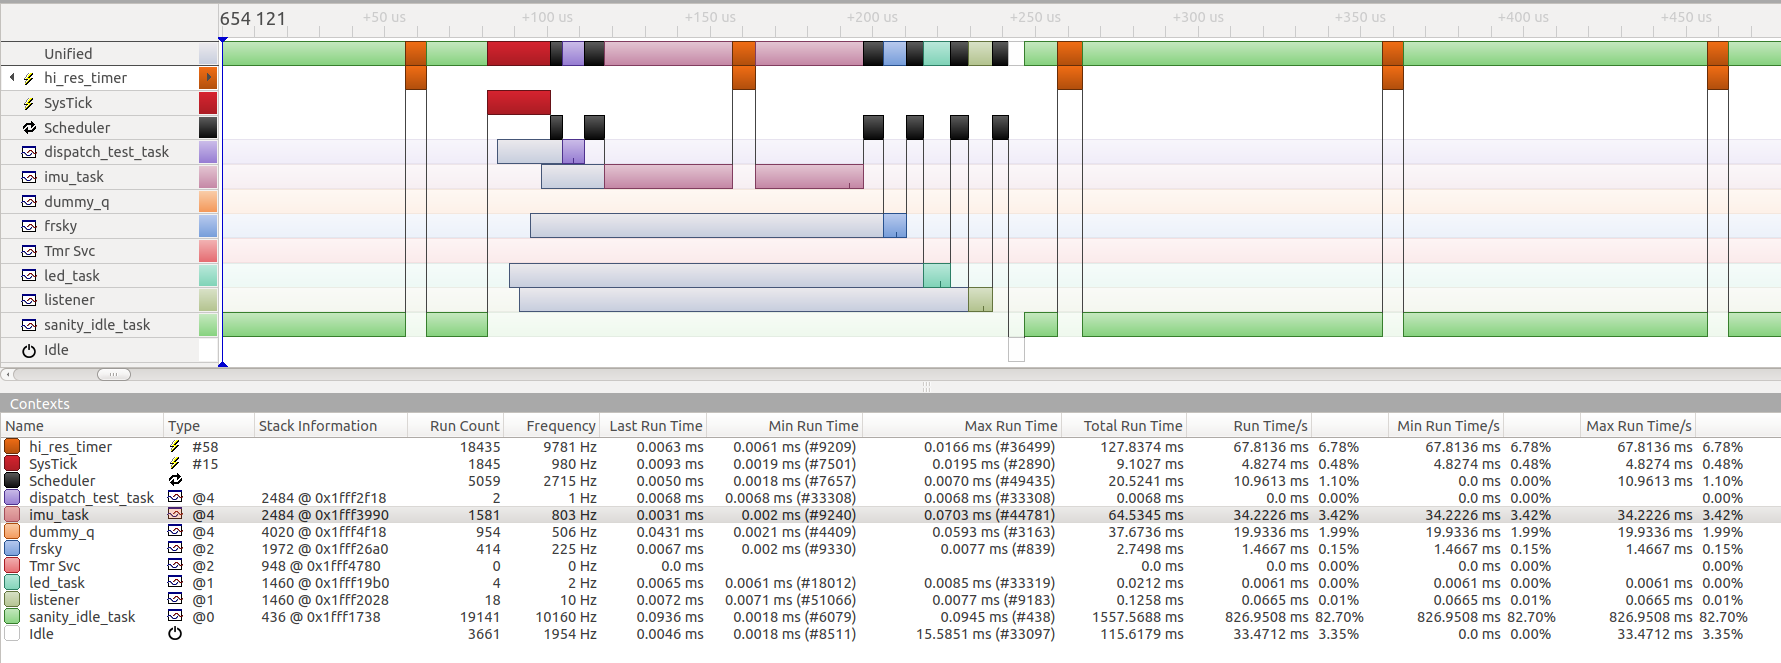 654 121 +50 us +100 us +150 us +200 us +250 us +300 us +350 us +400 us +450 us
Unified
hi_res_timer
SysTick
Scheduler
dispatch_test_task
imu_task
dummy_q
frsky
Tmr Svc
led_task
listener
sanity_idle_task
Idle
Contexts
Name Type Stack Information Run Count Frequency Last Run Time Min Run Time Max Run Time Total Run Time Run Time/s Min Run Time/s Max Run Time/s
hi_res_timer #58 18435 9781 Hz 0.0063 ms 0.0061 ms (#9209) 0.0166 ms (#36499) 127.8374 ms 67.8136 ms 6.78% 67.8136 ms 6.78% 67.8136 ms 6.78%
SysTick #15 1845 980 Hz 0.0093 ms 0.0019 ms (#7501) 0.0195 ms (#2890) 9.1027 ms 4.8274 ms 0.48% 4.8274 ms 0.48% 4.8274 ms 0.48%
Scheduler 5059 2715 Hz 0.0050 ms 0.0018 ms (#7657) 0.0070 ms (#49435) 20.5241 ms 10.9613 ms 1.10% 0.0 ms 0.00% 10.9613 ms 1.10%
dispatch_test_task @4 2484 @ 0x1fff2f18 2 1 Hz 0.0068 ms 0.0068 ms (#33308) 0.0068 ms (#33308) 0.0068 ms 0.0 ms 0.00% 0.0 ms 0.00% 0.0 ms 0.00%
imu_task @4 2484 @ 0x1fff3990 1581 803 Hz 0.0031 ms 0.002 ms (#9240) 0.0703 ms (#44781) 64.5345 ms 34.2226 ms 3.42% 34.2226 ms 3.42% 34.2226 ms 3.42%
dummy_q @4 4020 @ 0x1fff4f18 954 506 Hz 0.0431 ms 0.0021 ms (#4409) 0.0593 ms (#3163) 37.6736 ms 19.9336 ms 1.99% 19.9336 ms 1.99% 19.9336 ms 1.99%
frsky @2 1972 @ 0x1fff26a0 414 225 Hz 0.0067 ms 0.002 ms (#9330) 0.0077 ms (#839) 2.7498 ms 1.4667 ms 0.15% 1.4667 ms 0.15% 1.4667 ms 0.15%
Tmr Svc @2 948 @ 0x1fff4780 0 0 Hz 0.0 ms 0.0 ms 0.0 ms 0.00% 0.0 ms 0.00% 0.0 ms 0.00%
led_task @1 1460 @ 0x1fff19b0 4 2 Hz 0.0065 ms 0.0061 ms (#18012) 0.0085 ms (#33319) 0.0212 ms 0.0061 ms 0.00% 0.0061 ms 0.00% 0.0061 ms 0.00%
listener @1 1460 @ 0x1fff2028 18 10 Hz 0.0072 ms 0.0071 ms (#51066) 0.0077 ms (#9183) 0.1258 ms 0.0665 ms 0.01% 0.0665 ms 0.01% 0.0665 ms 0.01%
sanity_idle_task @0 436 @ 0x1fff1738 19141 10160 Hz 0.0936 ms 0.0018 ms (#6079) 0.0945 ms (#438) 1557.5688 ms 826.9508 ms 82.70% 826.9508 ms 82.70% 826.9508 ms 82.70%
Idle 3661 1954 Hz 0.0046 ms 0.0018 ms (#8511) 15.5851 ms (#33097) 115.6179 ms 33.4712 ms 3.35% 0.0 ms 0.00% 33.4712 ms 3.35%